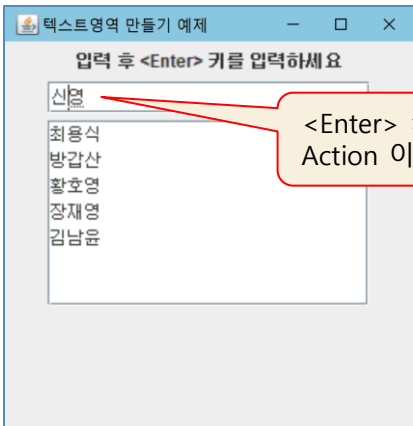 텍스트영역 만들기 예제
입력 후 <Enter> 키를 입력하세요
신영
<Enter>
Action 이
최용식
방갑산
황호영
장재영
김남윤